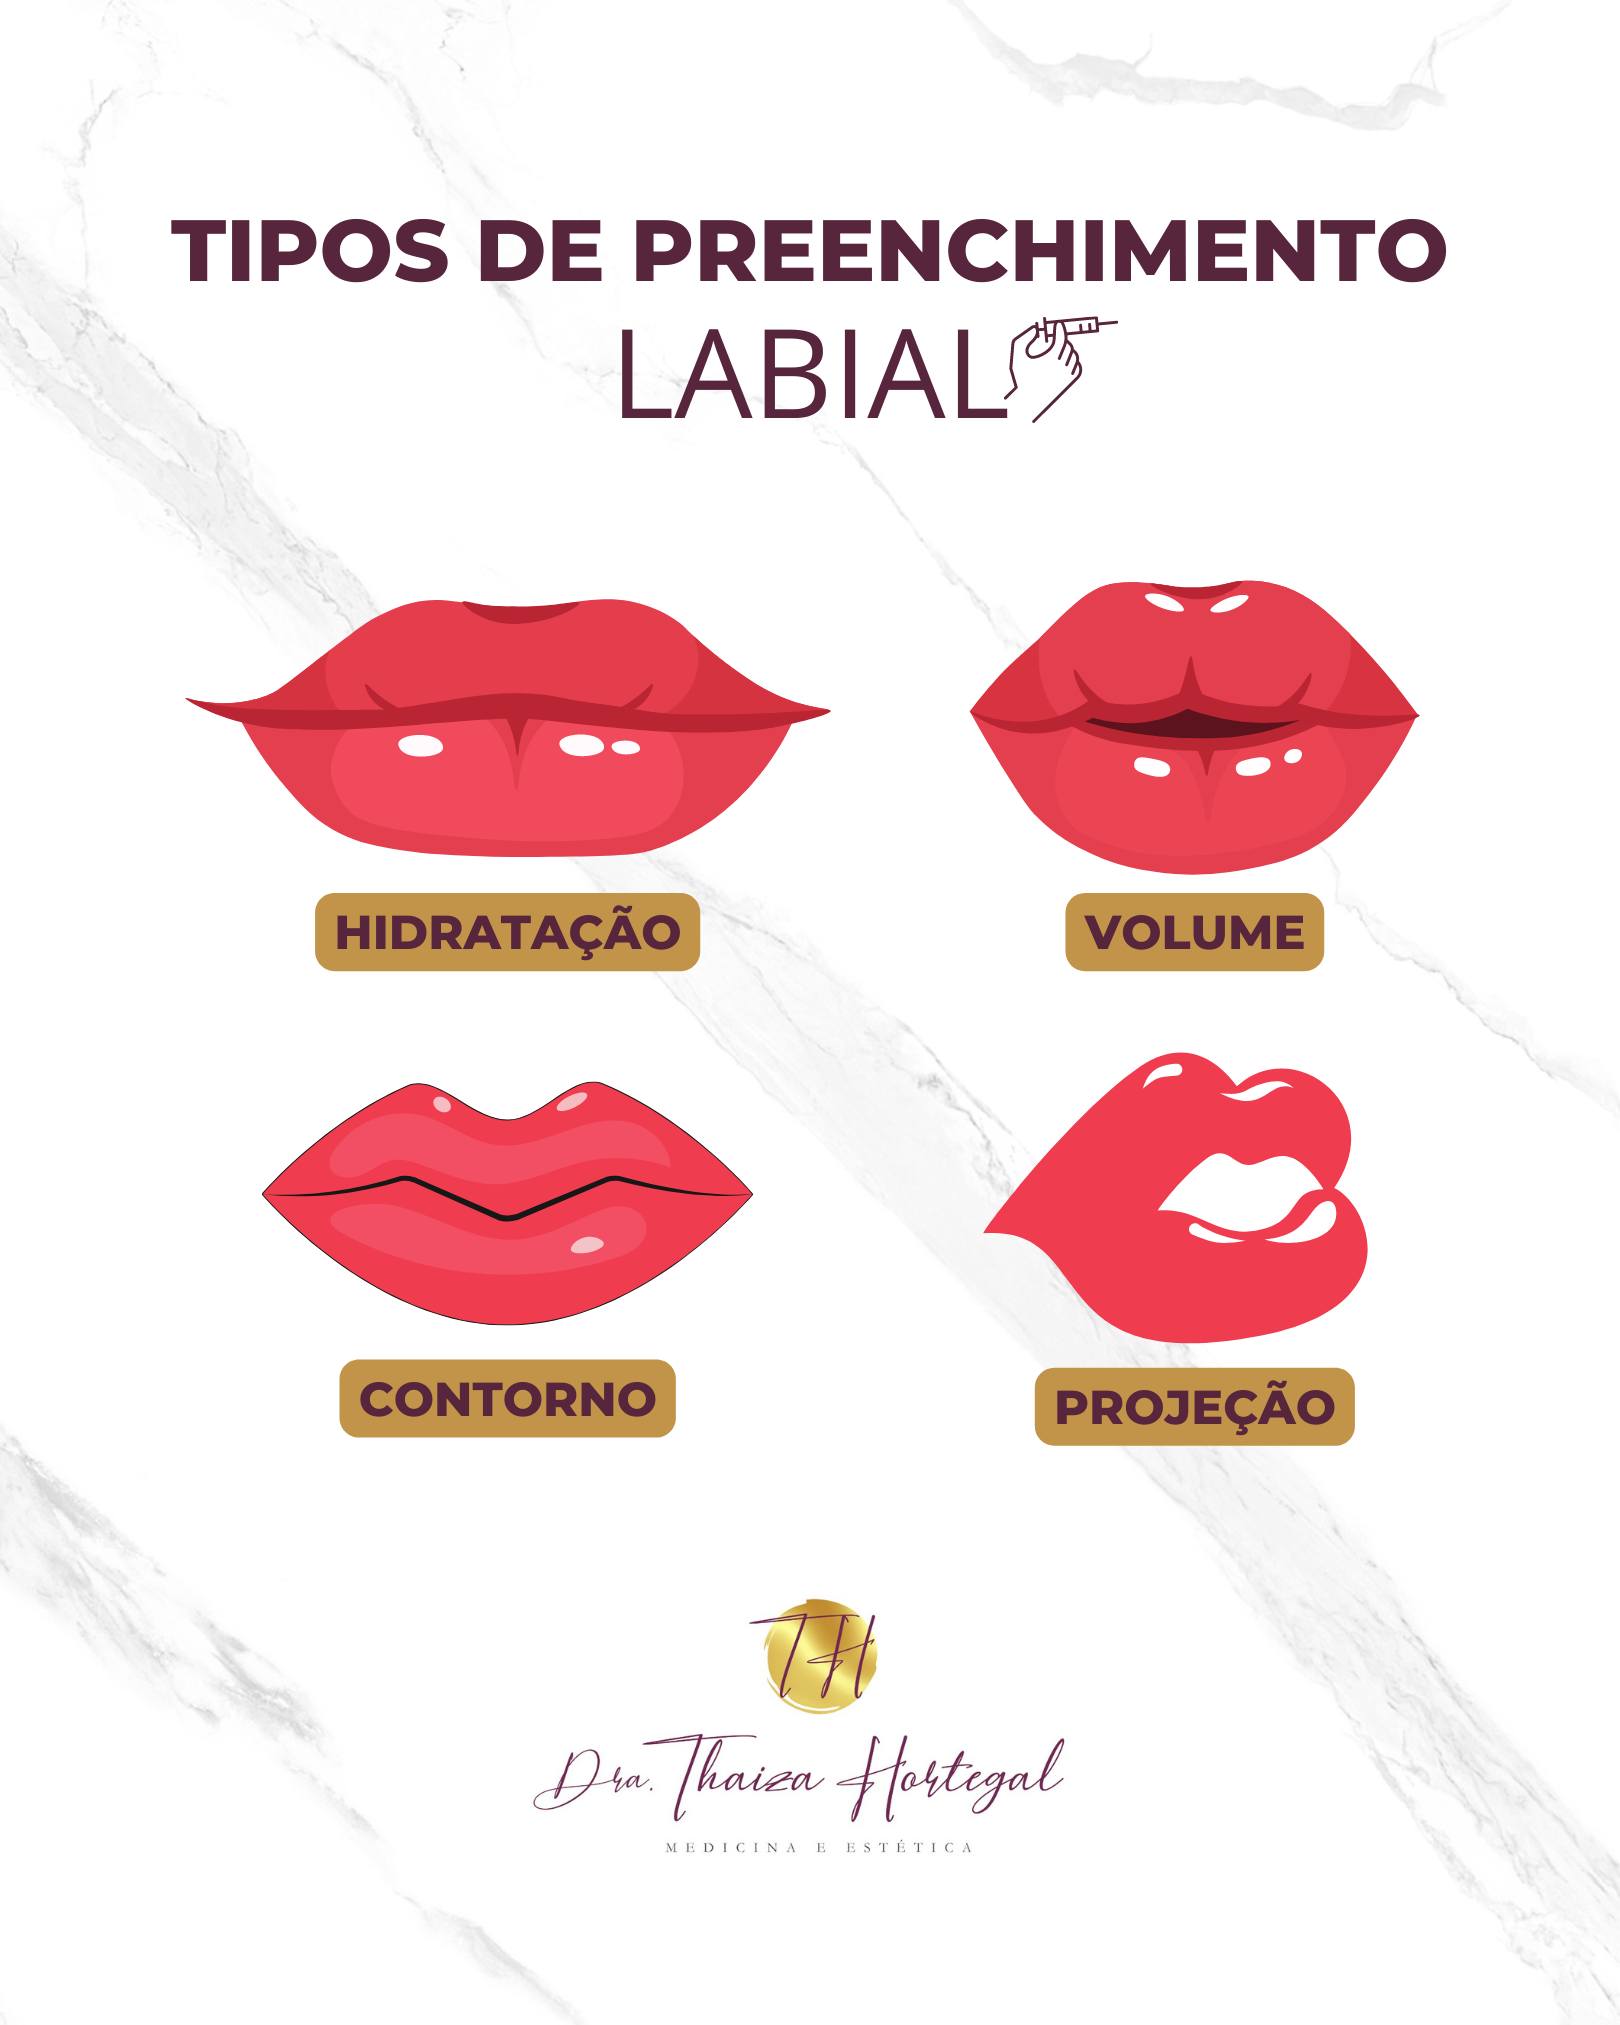 TIPOS DE PREENCHIMENTO
LABIAL
HIDRATAÇÃO
VOLUME
CONTORNO
PROJEÇÃO
TH
Dra. Thaiza Hortegal
MEDICINA E ESTÉTICA